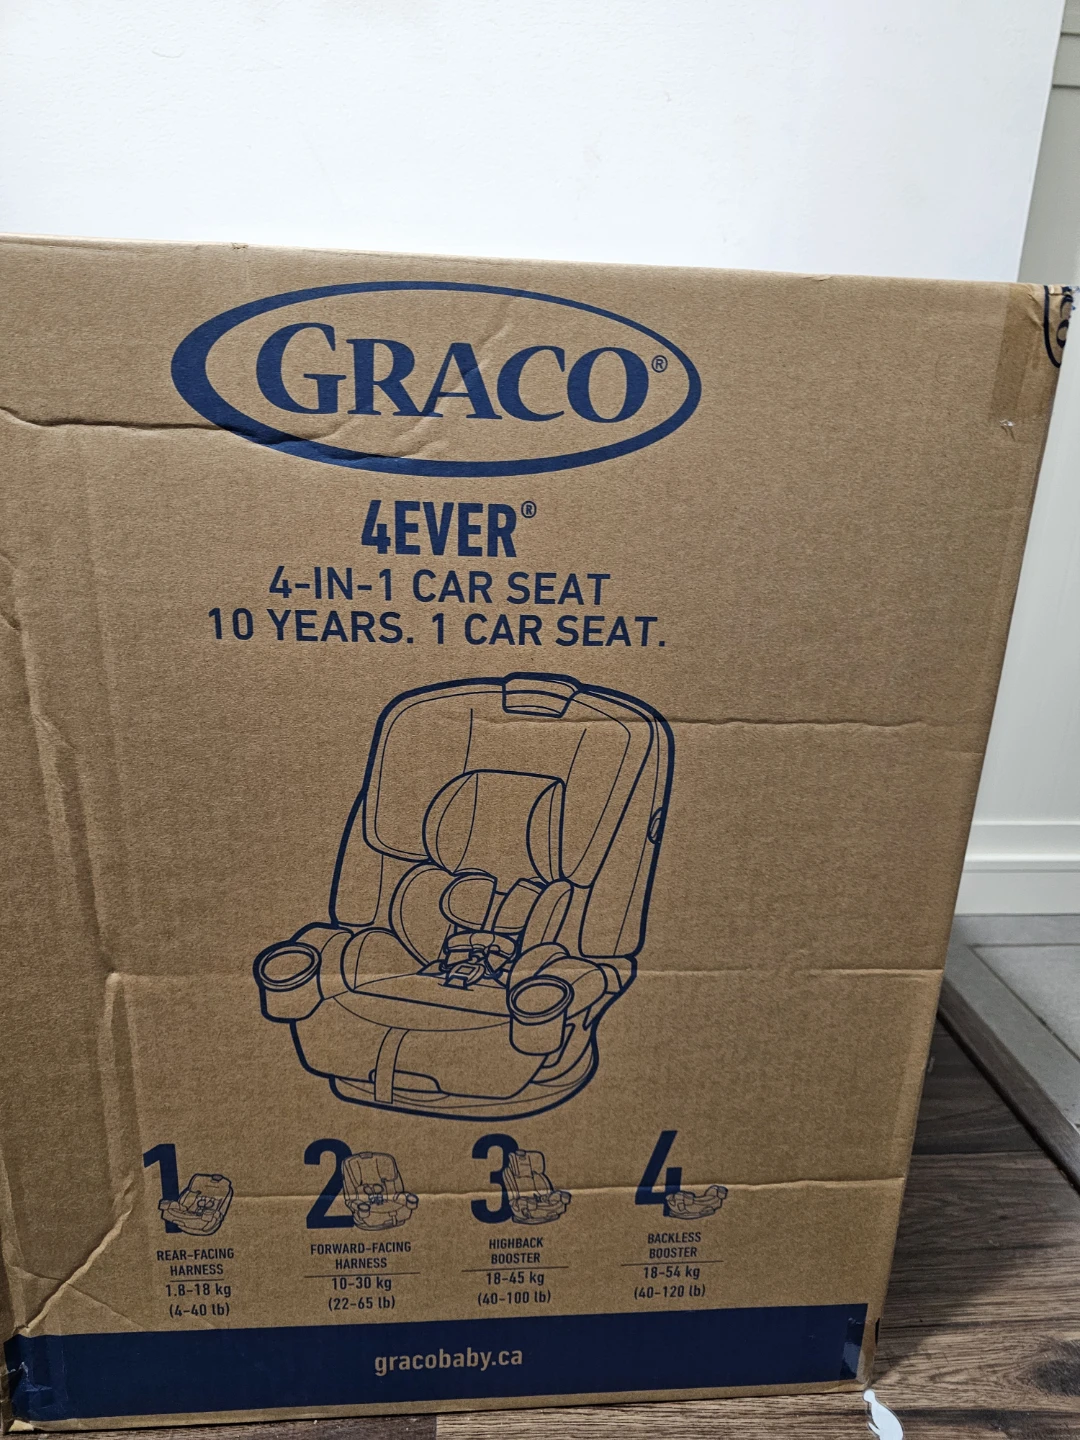 GRACO®
4EVER®
4-IN-1 CAR SEAT
10 YEARS. 1 CAR SEAT.
1
REAR-FACING
HARNESS
1.8-18 kg
(4-40 lb)
2
FORWARD-FACING
HARNESS
10-30 kg
(22-65 lb)
3
HIGHBACK
BOOSTER
18-45 kg
(40-100 lb)
4
BACKLESS
BOOSTER
18-54 kg
(40-120 lb)
gracobaby.ca